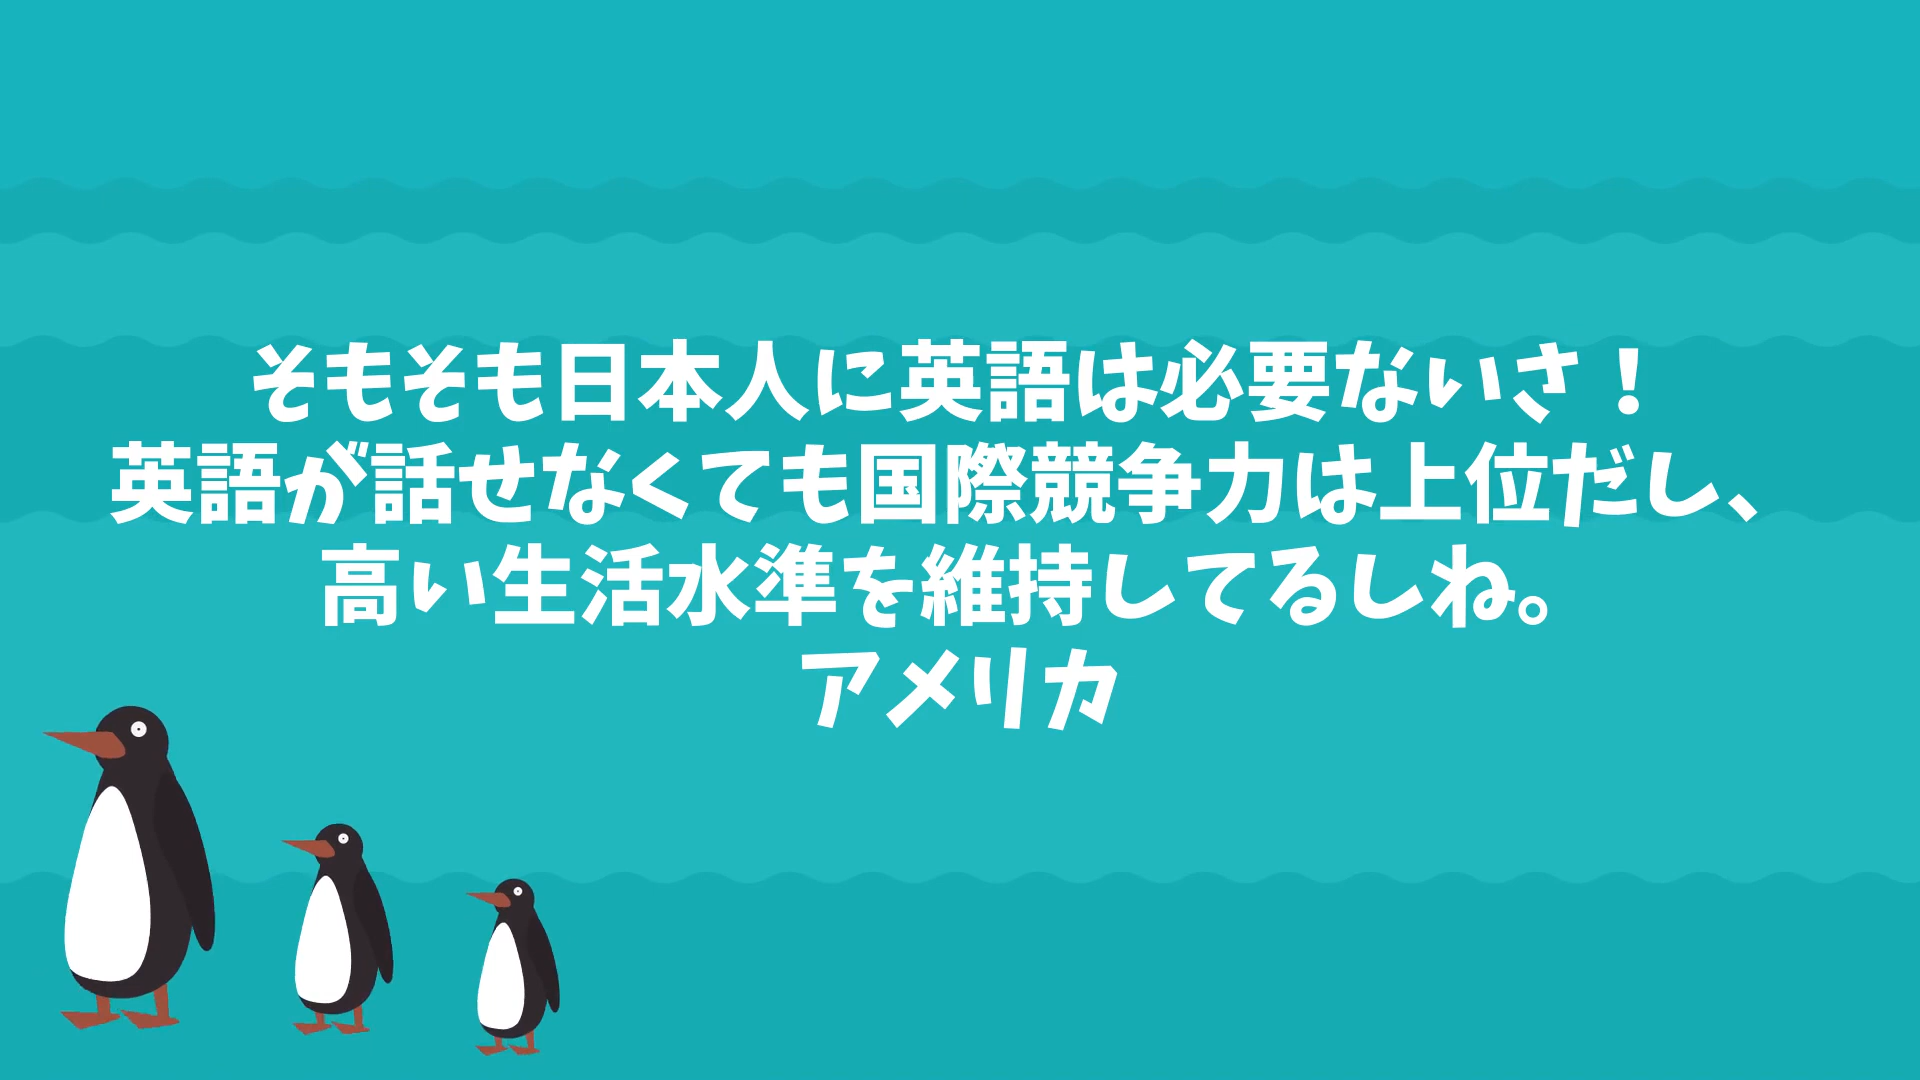 そもそも日本人に英語は必要ないさ！
英語が話せなくても国際競争力は上位だし、
高い生活水準を維持してるしね。
アメリカ